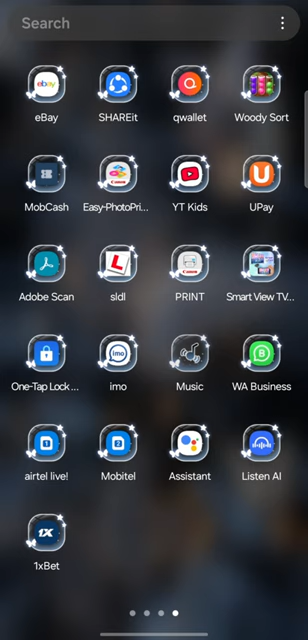 Search
eBay SHAREit qwallet Woody Sort
MobCash Easy-PhotoPri... YT Kids UPay
Adobe Scan sldl PRINT Smart View TV...
One-Tap Lock ... imo Music WA Business
airtel live! Mobitel Assistant Listen AI
1xBet